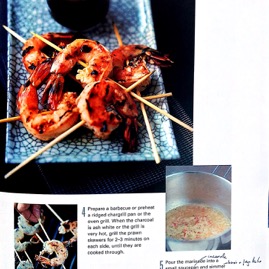 4
Prepare a barbecue or preheat
a ridged chargrill pan or the
oven grill. When the charcoal
is ash white or the grill is
very hot, grill the prawn
skewers for 2–3 minutes on
each side, until they are
cooked through.
5
Pour the marinade into a
small saucepan and simmer